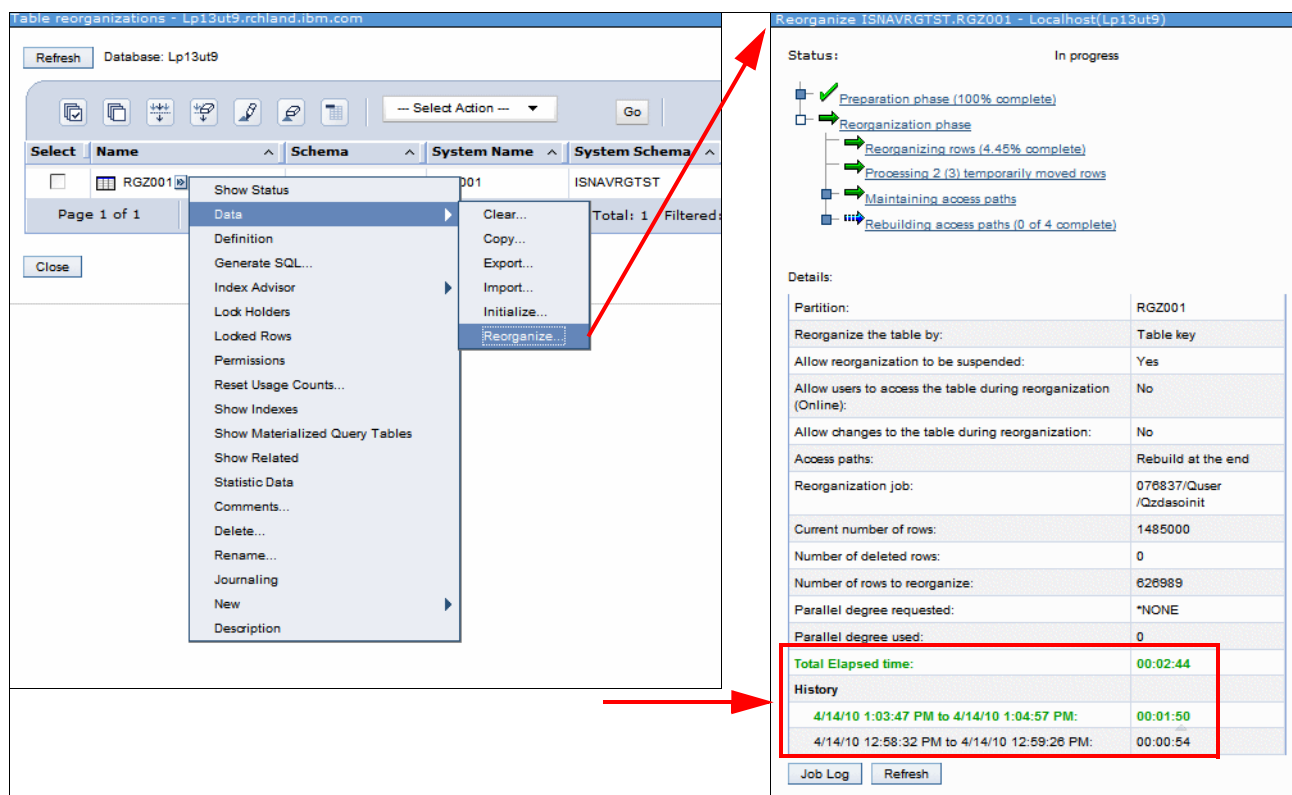 Table reorganizations - Lp13ut9.rchland.ibm.com
Refresh Database: Lp13ut9
--- Select Action --- Go
Select Name Schema System Name System Schema
RGZ001 001 ISNAVRGTST
Page 1 of 1 Total: 1 Filtered:
Close
Show Status
Data
Definition
Generate SQL...
Index Advisor
Lock Holders
Locked Rows
Permissions
Reset Usage Counts...
Show Indexes
Show Materialized Query Tables
Show Related
Statistic Data
Comments...
Delete...
Rename...
Journaling
New
Description
Clear...
Copy...
Export...
Import...
Initialize...
Reorganize...
Reorganize ISNAVRGTST.RGZ001 - Localhost(Lp13ut9)
Status: In progress
Preparation phase (100% complete)
Reorganization phase
Reorganizing rows (4.45% complete)
Processing 2 (3) temporarily moved rows
Maintaining access paths
Rebuilding access paths (0 of 4 complete)
Details:
Partition: RGZ001
Reorganize the table by: Table key
Allow reorganization to be suspended: Yes
Allow users to access the table during reorganization No
(Online):
Allow changes to the table during reorganization: No
Access paths: Rebuild at the end
Reorganization job: 076837/Quser
/Qzdasoinit
Current number of rows: 1485000
Number of deleted rows: 0
Number of rows to reorganize: 626989
Parallel degree requested: *NONE
Parallel degree used: 0
Total Elapsed time: 00:02:44
History
4/14/10 1:03:47 PM to 4/14/10 1:04:57 PM: 00:01:50
4/14/10 12:58:32 PM to 4/14/10 12:59:26 PM: 00:00:54
Job Log Refresh